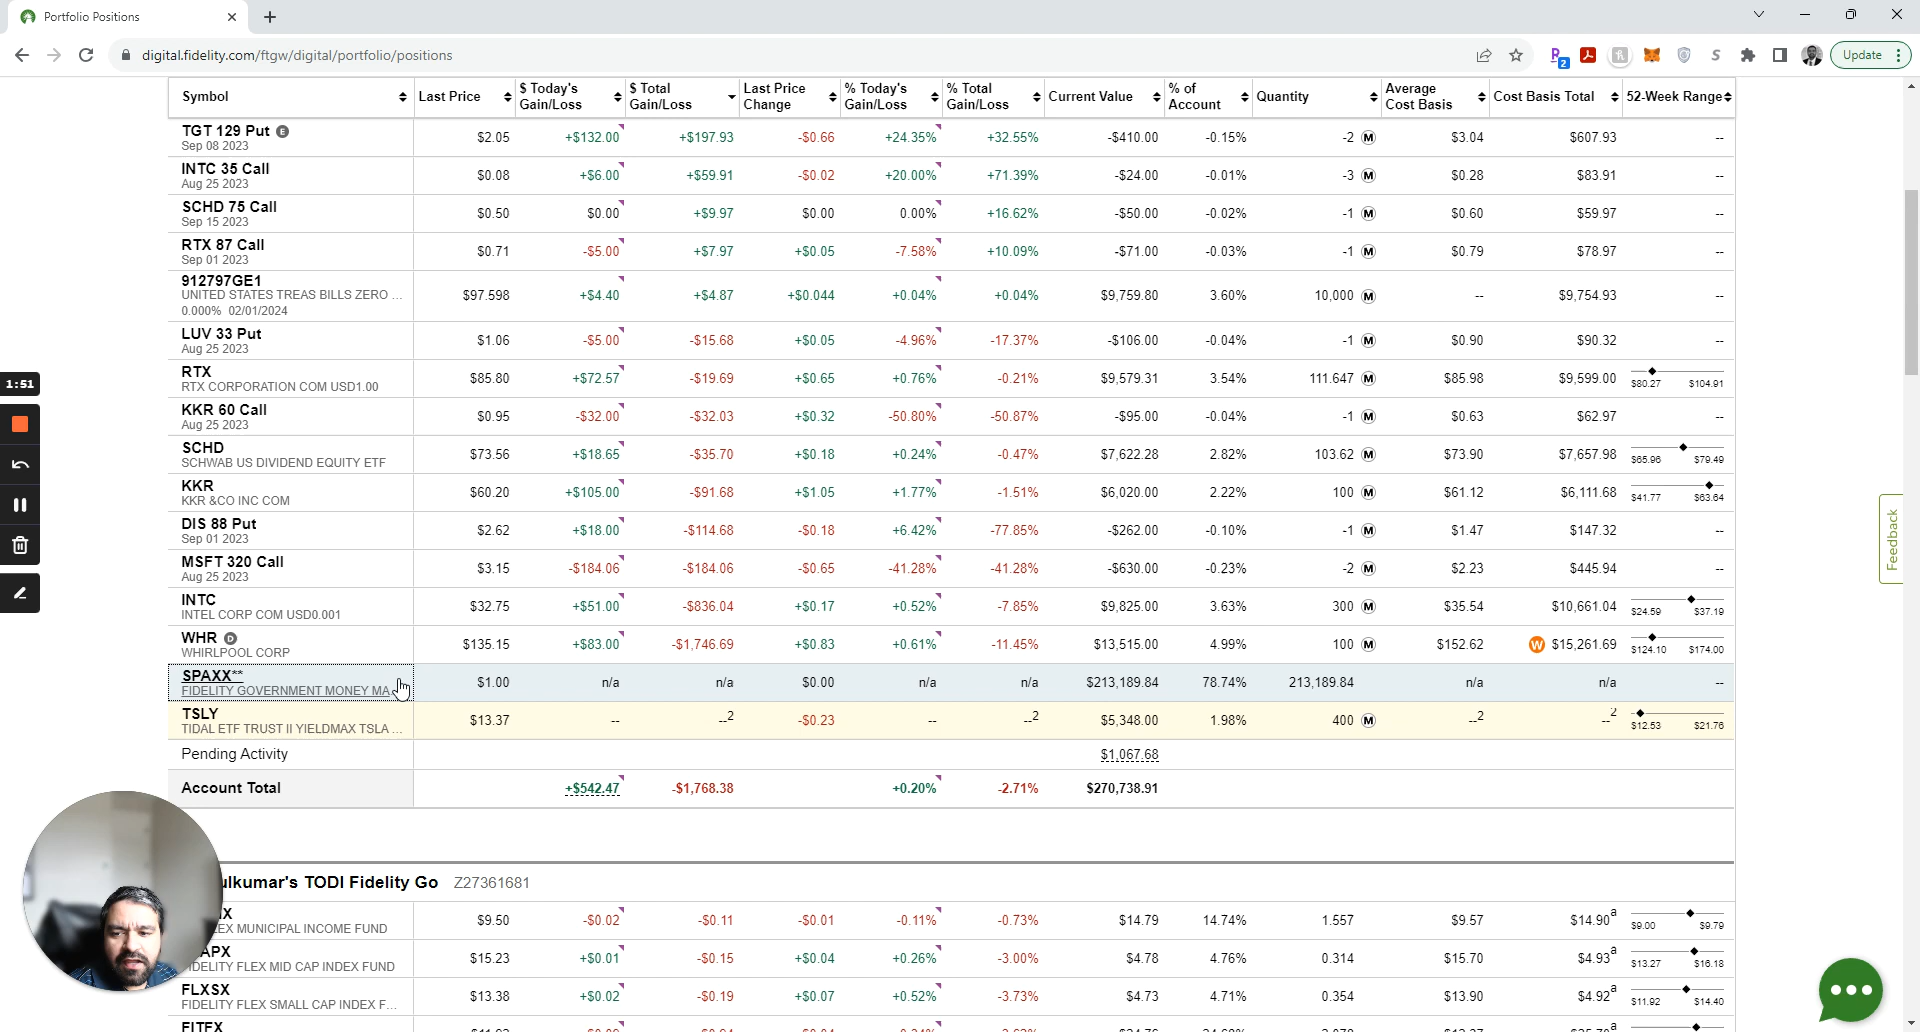 Portfolio Positions
digital.fidelity.com/ftgw/digital/portfolio/positions
2
Update
Symbol Last Price $ Today's Gain/Loss $ Total Gain/Loss Last Price Change % Today's Gain/Loss % Total Gain/Loss Current Value % of Account Quantity Average Cost Basis Cost Basis Total 52-Week Range
TGT 129 Put E $2.05 +$132.00 +$197.93 -$0.66 +24.35% +32.55% -$410.00 -0.15% -2 M $3.04 $607.93 --
Sep 08 2023
INTC 35 Call $0.08 +$6.00 +$59.91 -$0.02 +20.00% +71.39% -$24.00 -0.01% -3 M $0.28 $83.91 --
Aug 25 2023
SCHD 75 Call $0.50 $0.00 +$9.97 $0.00 0.00% +16.62% -$50.00 -0.02% -1 M $0.60 $59.97 --
Sep 15 2023
RTX 87 Call $0.71 -$5.00 +$7.97 +$0.05 -7.58% +10.09% -$71.00 -0.03% -1 M $0.79 $78.97 --
Sep 01 2023
912797GE1
UNITED STATES TREAS BILLS ZERO ... $97.598 +$4.40 +$4.87 +$0.044 +0.04% +0.04% $9,759.80 3.60% 10,000 M -- $9,754.93 --
0.000% 02/01/2024
LUV 33 Put $1.06 -$5.00 -$15.68 +$0.05 -4.96% -17.37% -$106.00 -0.04% -1 M $0.90 $90.32 --
Aug 25 2023
RTX $85.80 +$72.57 -$19.69 +$0.65 +0.76% -0.21% $9,579.31 3.54% 111.647 M $85.98 $9,599.00
RTX CORPORATION COM USD1.00 $80.27 $104.91
1:51
KKR 60 Call $0.95 -$32.00 -$32.03 +$0.32 -50.80% -50.87% -$95.00 -0.04% -1 M $0.63 $62.97 --
Aug 25 2023
SCHD $73.56 +$18.65 -$35.70 +$0.18 +0.24% -0.47% $7,622.28 2.82% 103.62 M $73.90 $7,657.98
SCHWAB US DIVIDEND EQUITY ETF $65.96 $79.49
KKR $60.20 +$105.00 -$91.68 +$1.05 +1.77% -1.51% $6,020.00 2.22% 100 M $61.12 $6,111.68
KKR &CO INC COM $41.77 $63.64
DIS 88 Put $2.62 +$18.00 -$114.68 -$0.18 +6.42% -77.85% -$262.00 -0.10% -1 M $1.47 $147.32 --
Sep 01 2023
Feedback
MSFT 320 Call $3.15 -$184.06 -$184.06 -$0.65 -41.28% -41.28% -$630.00 -0.23% -2 M $2.23 $445.94 --
Aug 25 2023
INTC $32.75 +$51.00 -$836.04 +$0.17 +0.52% -7.85% $9,825.00 3.63% 300 M $35.54 $10,661.04
INTEL CORP COM USD0.001 $24.59 $37.19
WHR D $135.15 +$83.00 -$1,746.69 +$0.83 +0.61% -11.45% $13,515.00 4.99% 100 M $152.62 W $15,261.69
WHIRLPOOL CORP $124.10 $174.00
SPAXX** $1.00 n/a n/a $0.00 n/a n/a $213,189.84 78.74% 213,189.84 n/a n/a --
FIDELITY GOVERNMENT MONEY MA
TSLY $13.37 -- --2 -$0.23 -- --2 $5,348.00 1.98% 400 M --2 --2
TIDAL ETF TRUST II YIELDMAX TSLA ... $12.53 $21.76
Pending Activity $1,067.68
Account Total +$542.47 -$1,768.38 +0.20% -2.71% $270,738.91
ulkumar's TODI Fidelity Go Z27361681
X $9.50 -$0.02 -$0.11 -$0.01 -0.11% -0.73% $14.79 14.74% 1.557 $9.57 $14.90a
EX MUNICIPAL INCOME FUND $9.00 $9.79
APX $15.23 +$0.01 -$0.15 +$0.04 +0.26% -3.00% $4.78 4.76% 0.314 $15.70 $4.93a
DELITY FLEX MID CAP INDEX FUND $13.27 $16.18
FLXSX $13.38 +$0.02 -$0.19 +$0.07 +0.52% -3.73% $4.73 4.71% 0.354 $13.90 $4.92a
FIDELITY FLEX SMALL CAP INDEX F... $11.92 $14.40